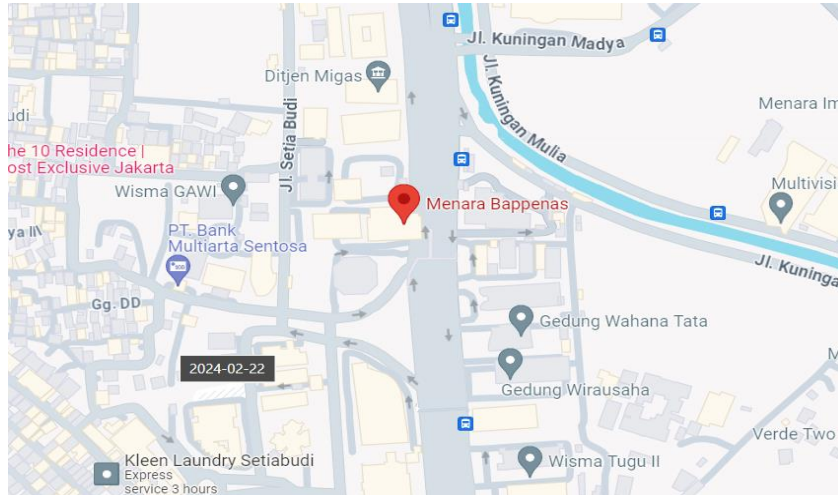 Jl. Kuningan Madya
Ditjen Migas
Jl. Kuningan Mulia
Menara Im
udi
he 10 Residence |
ost Exclusive Jakarta
Jl. Setia Budi
Wisma GAWI
Multivisi
Menara Bappenas
ya IV
PT. Bank
Multiarta Sentosa
Jl. Kuninga
Gg. DD
Gedung Wahana Tata
2024-02-22
M
Gedung Wirausaha
Verde Two
Kleen Laundry Setiabudi
Express
service 3 hours
Wisma Tugu II